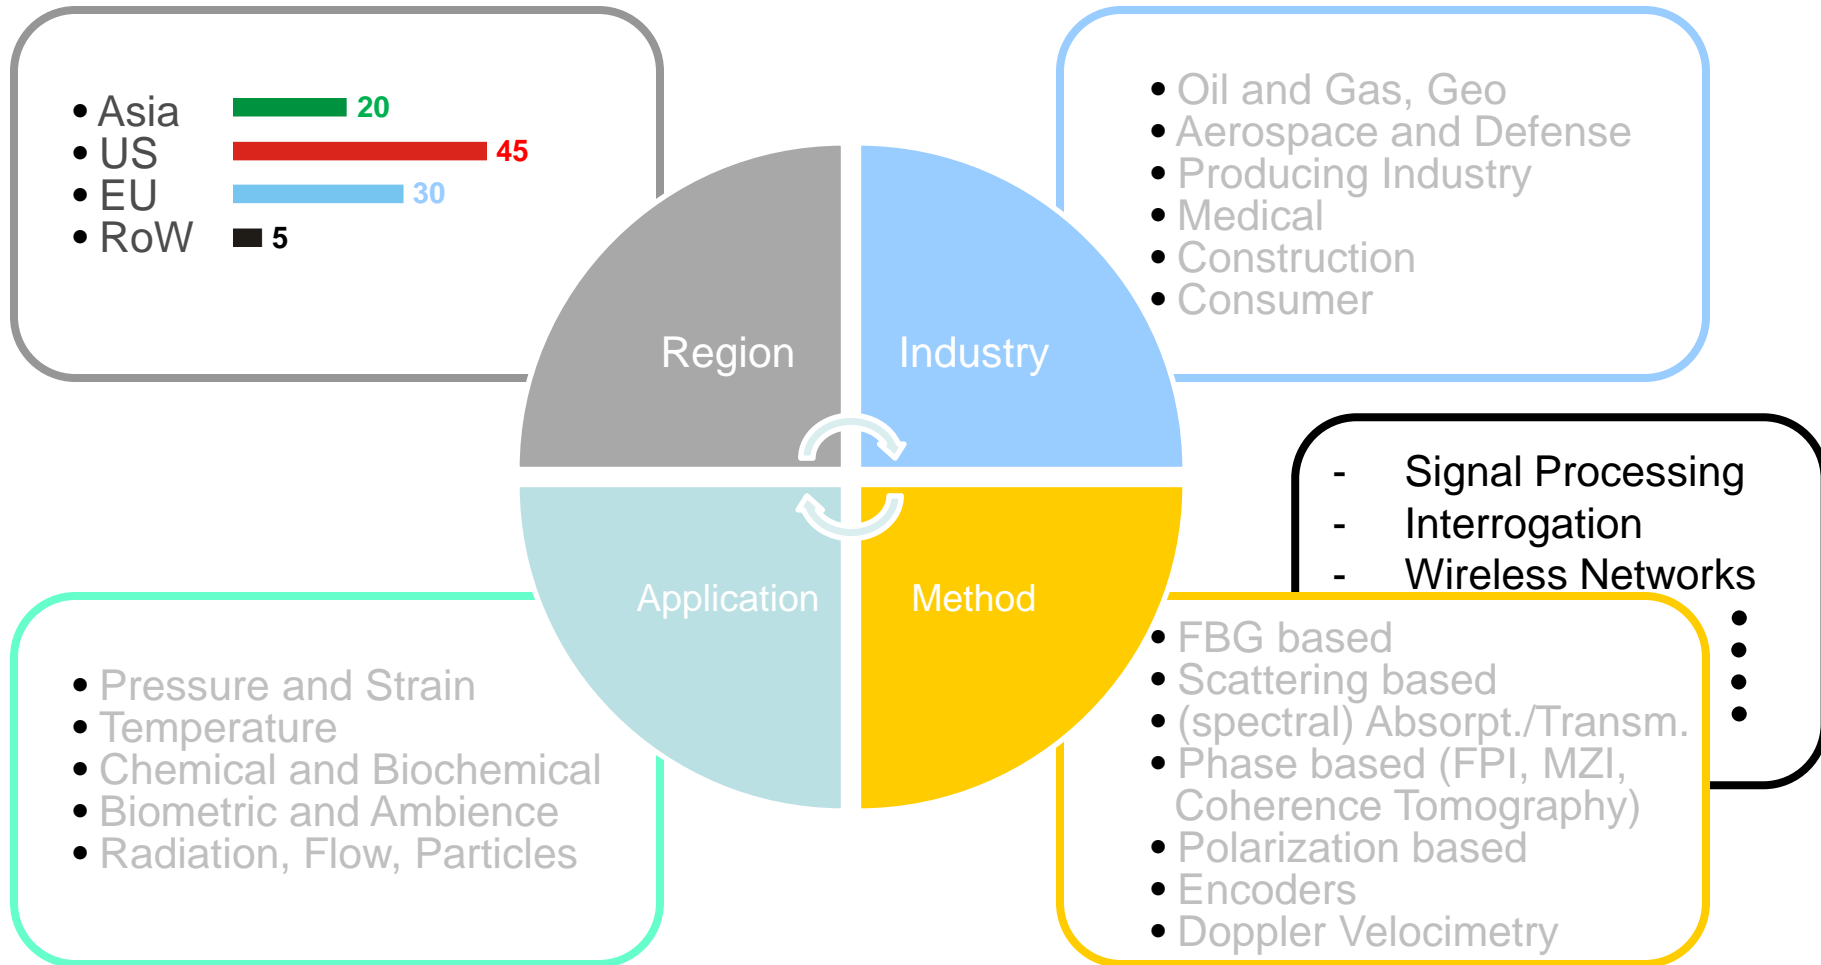 • Asia 20
• US 45
• EU 30
• RoW 5
• Oil and Gas, Geo
• Aerospace and Defense
• Producing Industry
• Medical
• Construction
• Consumer
Region
Industry
Application
Method
- Signal Processing
- Interrogation
- Wireless Networks
• Pressure and Strain
• Temperature
• Chemical and Biochemical
• Biometric and Ambience
• Radiation, Flow, Particles
• FBG based
• Scattering based
• (spectral) Absorpt./Transm.
• Phase based (FPI, MZI,
Coherence Tomography)
• Polarization based
• Encoders
• Doppler Velocimetry